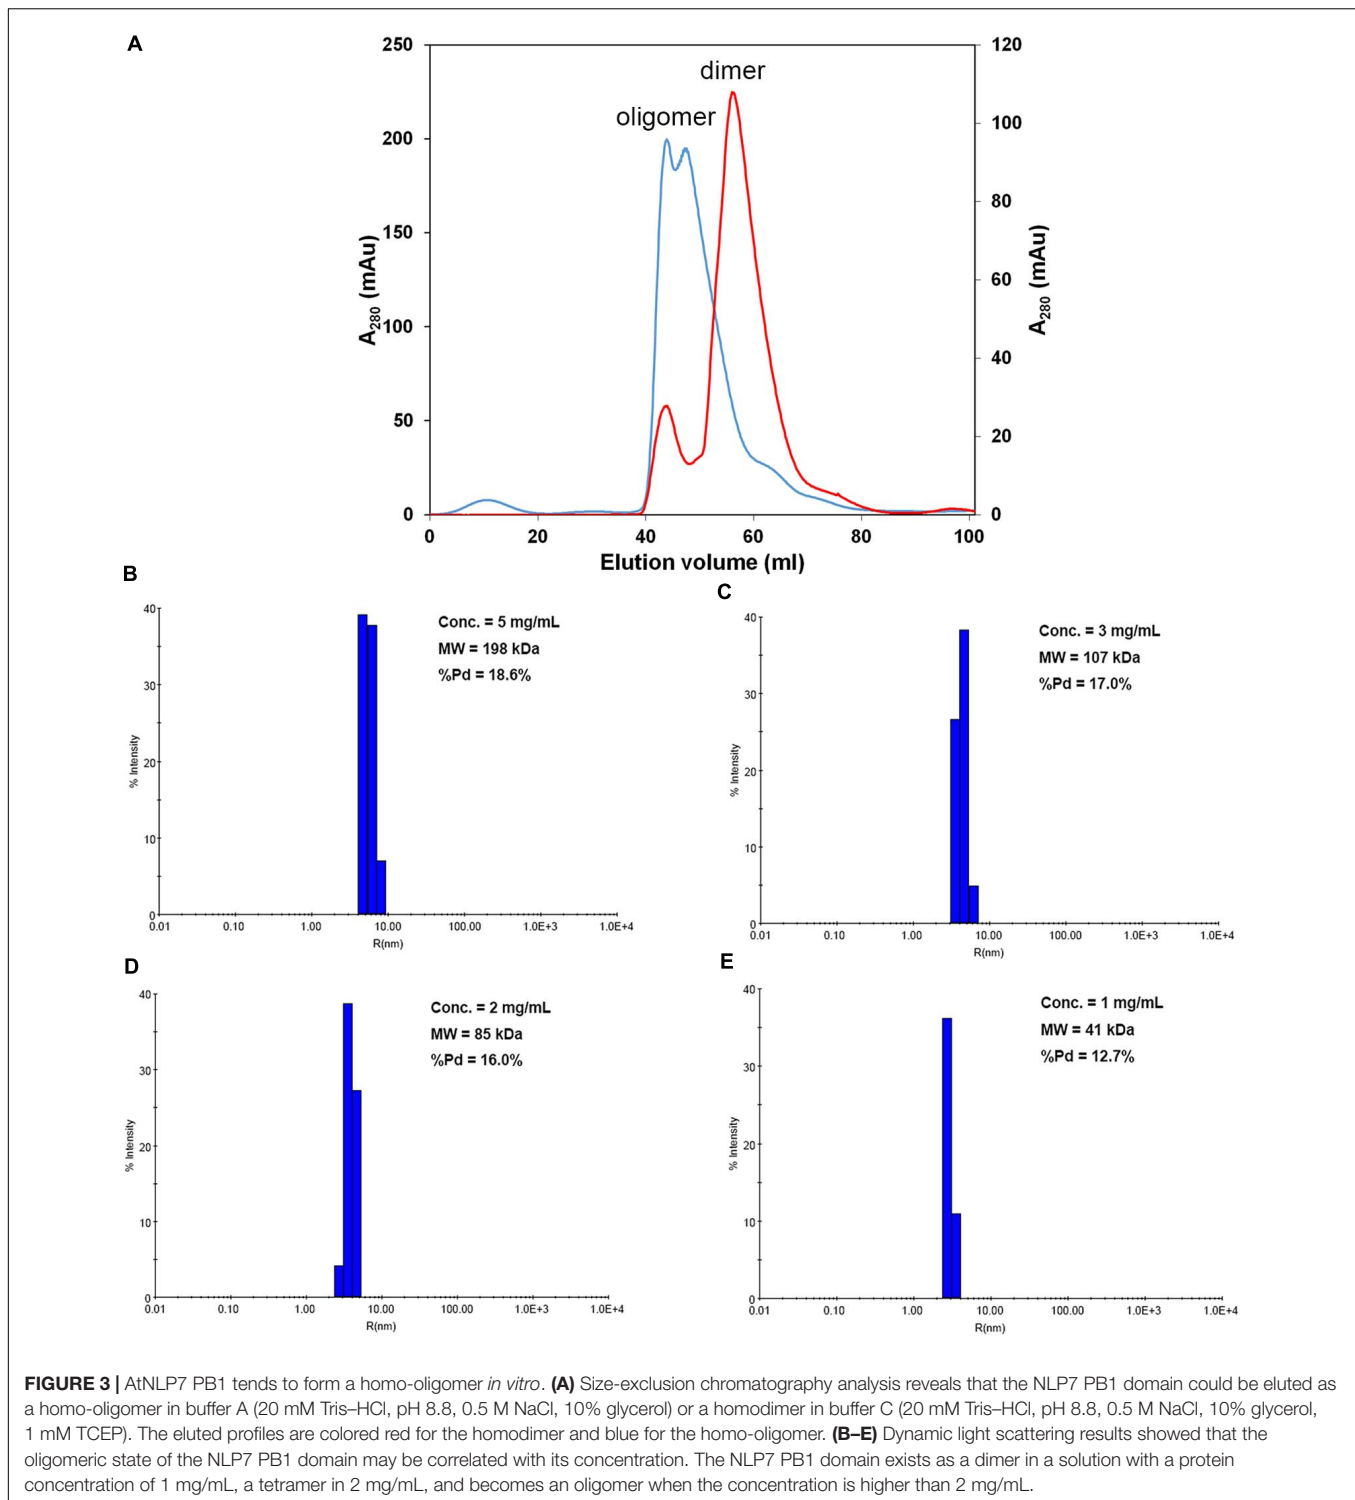 A
250
200
150
100
50
0
A280 (mAu)
120
100
80
60
40
20
0
A280 (mAu)
oligomer
dimer
0 20 40 60 80 100
Elution volume (ml)
B
40
30
20
10
0
% Intensity
Conc. = 5 mg/mL
MW = 198 kDa
%Pd = 18.6%
0.01 0.10 1.00 10.00 100.00 1.0E+3 1.0E+4
R(nm)
C
40
30
20
10
0
% Intensity
Conc. = 3 mg/mL
MW = 107 kDa
%Pd = 17.0%
0.01 0.10 1.00 10.00 100.00 1.0E+3 1.0E+4
R(nm)
D
40
30
20
10
0
% Intensity
Conc. = 2 mg/mL
MW = 85 kDa
%Pd = 16.0%
0.01 0.10 1.00 10.00 100.00 1.0E+3 1.0E+4
R(nm)
E
40
30
20
10
0
% Intensity
Conc. = 1 mg/mL
MW = 41 kDa
%Pd = 12.7%
0.01 0.10 1.00 10.00 100.00 1.0E+3 1.0E+4
R(nm)
FIGURE 3 | AtNLP7 PB1 tends to form a homo-oligomer in vitro. (A) Size-exclusion chromatography analysis reveals that the NLP7 PB1 domain could be eluted as
a homo-oligomer in buffer A (20 mM Tris–HCl, pH 8.8, 0.5 M NaCl, 10% glycerol) or a homodimer in buffer C (20 mM Tris–HCl, pH 8.8, 0.5 M NaCl, 10% glycerol,
1 mM TCEP). The eluted profiles are colored red for the homodimer and blue for the homo-oligomer. (B–E) Dynamic light scattering results showed that the
oligomeric state of the NLP7 PB1 domain may be correlated with its concentration. The NLP7 PB1 domain exists as a dimer in a solution with a protein
concentration of 1 mg/mL, a tetramer in 2 mg/mL, and becomes an oligomer when the concentration is higher than 2 mg/mL.